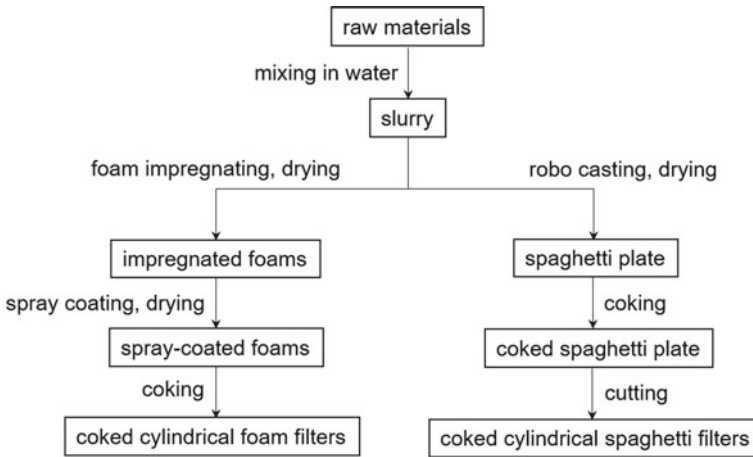 raw materials
mixing in water
slurry
foam impregnating, drying
robo casting, drying
impregnated foams
spaghetti plate
spray coating, drying
coking
spray-coated foams
coked spaghetti plate
coking
cutting
coked cylindrical foam filters
coked cylindrical spaghetti filters